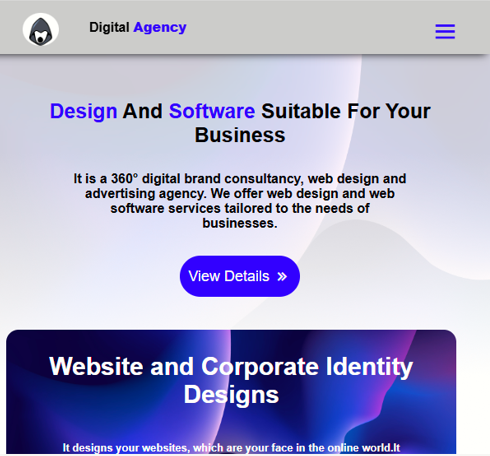 Digital Agency
Design And Software Suitable For Your
Business
It is a 360° digital brand consultancy, web design and
advertising agency. We offer web design and web
software services tailored to the needs of
businesses.
View Details »
Website and Corporate Identity
Designs
It designs your websites, which are your face in the online world.It